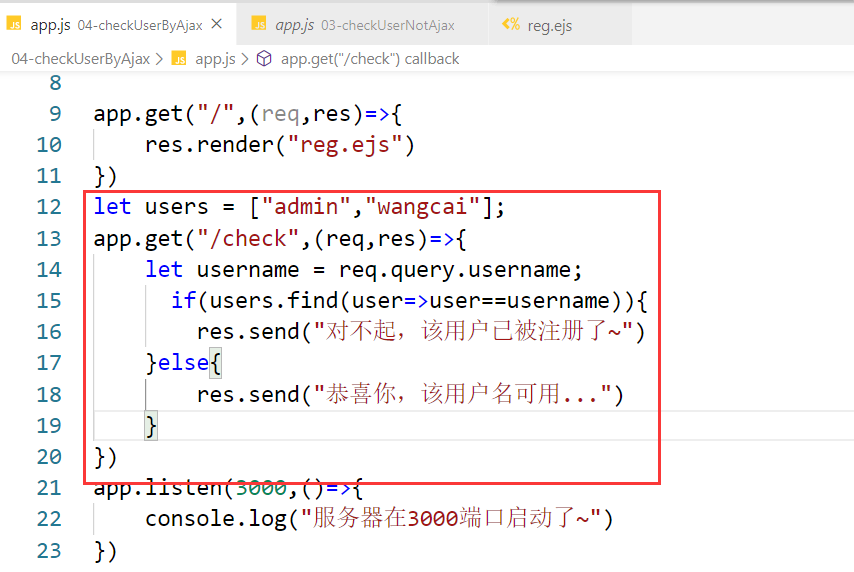 JS app.js 04-checkUserByAjax × JS app.js 03-checkUserNotAjax <% reg.ejs
04-checkUserByAjax > JS app.js > app.get("/check") callback
8
9 app.get("/",(req,res)=>{
10 res.render("reg.ejs")
11 })
12 let users = ["admin","wangcai"];
13 app.get("/check",(req,res)=>{
14 let username = req.query.username;
15 if(users.find(user=>user==username)){
16 res.send("对不起，该用户已被注册了~")
17 }else{
18 res.send("恭喜你，该用户名可用...")
19 }
20 })
21 app.listen(3000,()=>{
22 console.log("服务器在3000端口启动了~")
23 })